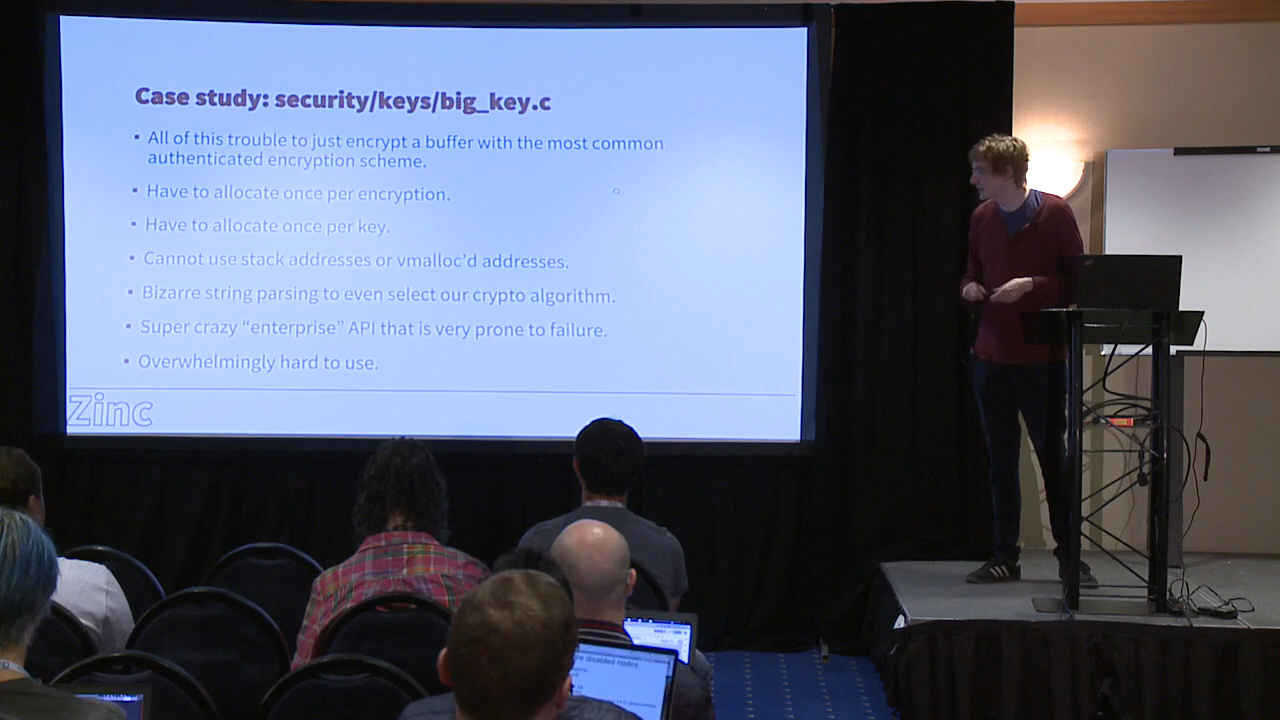 Case study: security/keys/big_key.c
▪ All of this trouble to just encrypt a buffer with the most common
authenticated encryption scheme.
▪ Have to allocate once per encryption.
▪ Have to allocate once per key.
▪ Cannot use stack addresses or vmalloc’d addresses.
▪ Bizarre string parsing to even select our crypto algorithm.
▪ Super crazy “enterprise” API that is very prone to failure.
▪ Overwhelmingly hard to use.
Zinc
disabled nodes